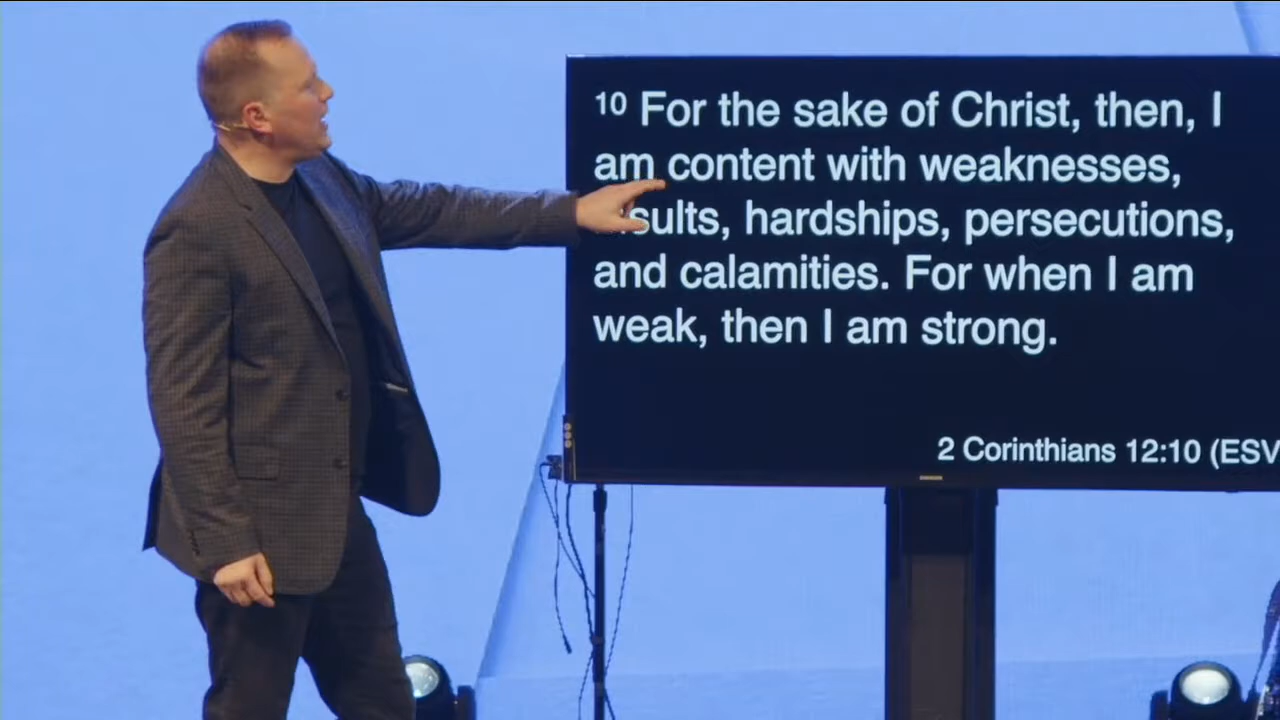 10 For the sake of Christ, then, I
am content with weaknesses,
sults, hardships, persecutions,
and calamities. For when I am
weak, then I am strong.
2 Corinthians 12:10 (ESV